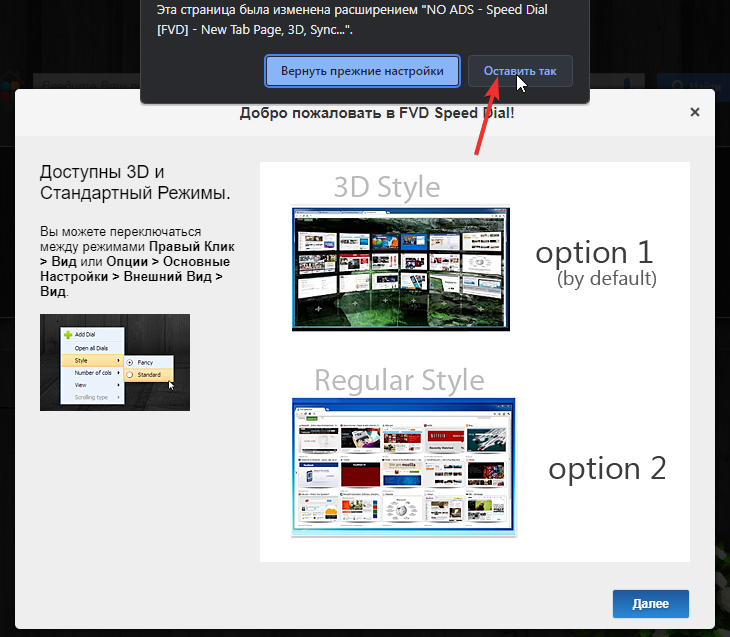 Эта страница была изменена расширением "NO ADS - Speed Dial
[FVD] - New Tab Page, 3D, Sync...".
Вернуть прежние настройки
Оставить так
Добро пожаловать в FVD Speed Dial!
Доступны 3D и
Стандартный Режимы.
Вы можете переключаться
между режимами Правый Клик
> Вид или Опции > Основные
Настройки > Внешний Вид >
Вид.
Add Dial
Open all Dials
Style
Number of cols
View
Scrolling type
Fancy
Standard
3D Style
option 1
(by default)
Regular Style
option 2
Далее